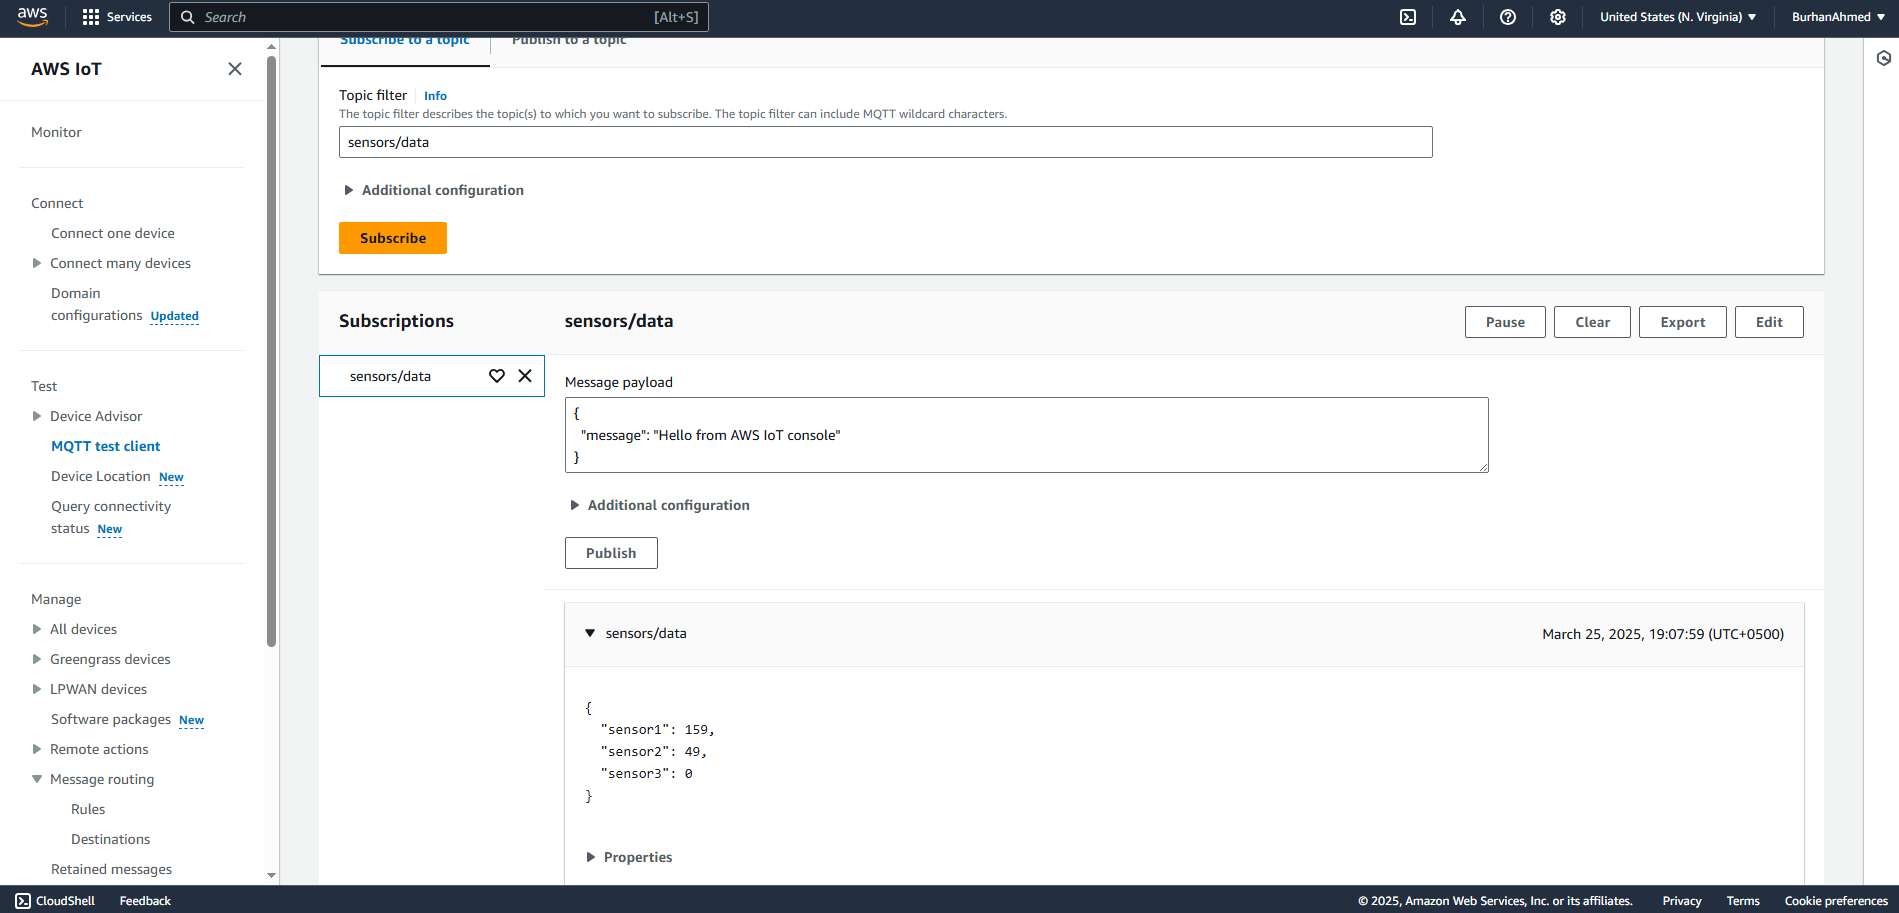 aws
Services
Search
[Alt+S]
United States (N. Virginia)
BurhanAhmed
AWS IoT
Monitor
Connect
Connect one device
Connect many devices
Domain
configurations Updated
Test
Device Advisor
MQTT test client
Device Location New
Query connectivity
status New
Manage
All devices
Greengrass devices
LPWAN devices
Software packages New
Remote actions
Message routing
Rules
Destinations
Retained messages
Subscribe to a topic
Publish to a topic
Topic filter
Info
The topic filter describes the topic(s) to which you want to subscribe. The topic filter can include MQTT wildcard characters.
sensors/data
Additional configuration
Subscribe
Subscriptions
sensors/data
sensors/data
Pause
Clear
Export
Edit
Message payload
{
"message": "Hello from AWS IoT console"
}
Additional configuration
Publish
sensors/data
March 25, 2025, 19:07:59 (UTC+0500)
{
"sensor1": 159,
"sensor2": 49,
"sensor3": 0
}
Properties
CloudShell
Feedback
© 2025, Amazon Web Services, Inc. or its affiliates.
Privacy
Terms
Cookie preferences